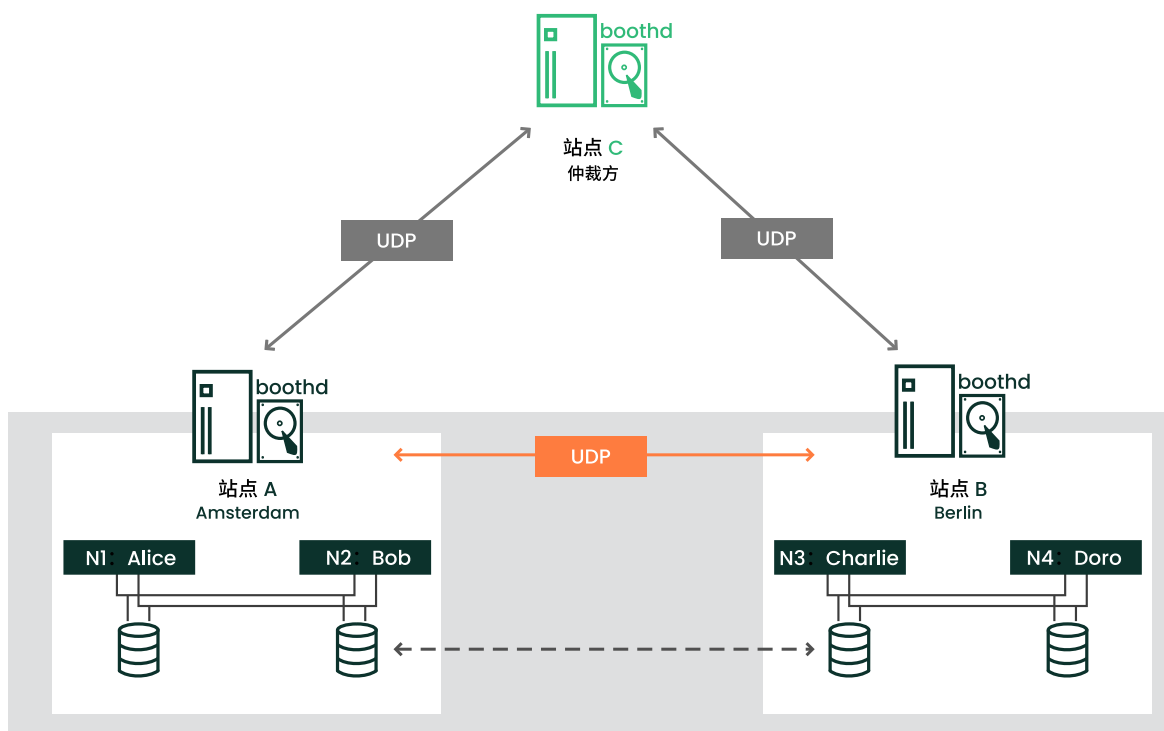 boothd
站点 C
仲裁方
UDP
UDP
boothd
boothd
UDP
站点 A
Amsterdam
站点 B
Berlin
N1：Alice
N2：Bob
N3：Charlie
N4：Doro